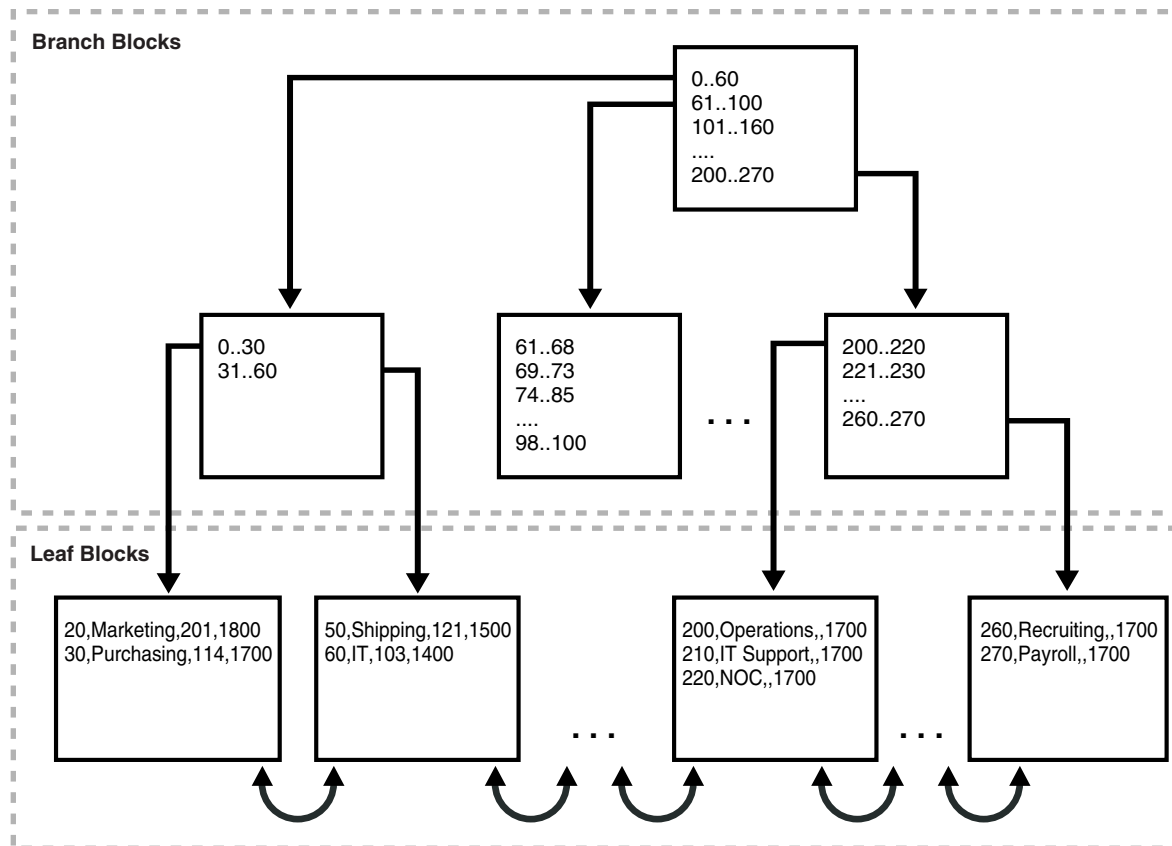 Branch Blocks
0..60
61..100
101..160
....
200..270
0..30
31..60
61..68
69..73
74..85
....
98..100
...
200..220
221..230
....
260..270
Leaf Blocks
20,Marketing,201,1800
30,Purchasing,114,1700
50,Shipping,121,1500
60,IT,103,1400
...
200,Operations,,1700
210,IT Support,,1700
220,NOC,,1700
...
260,Recruiting,,1700
270,Payroll,,1700